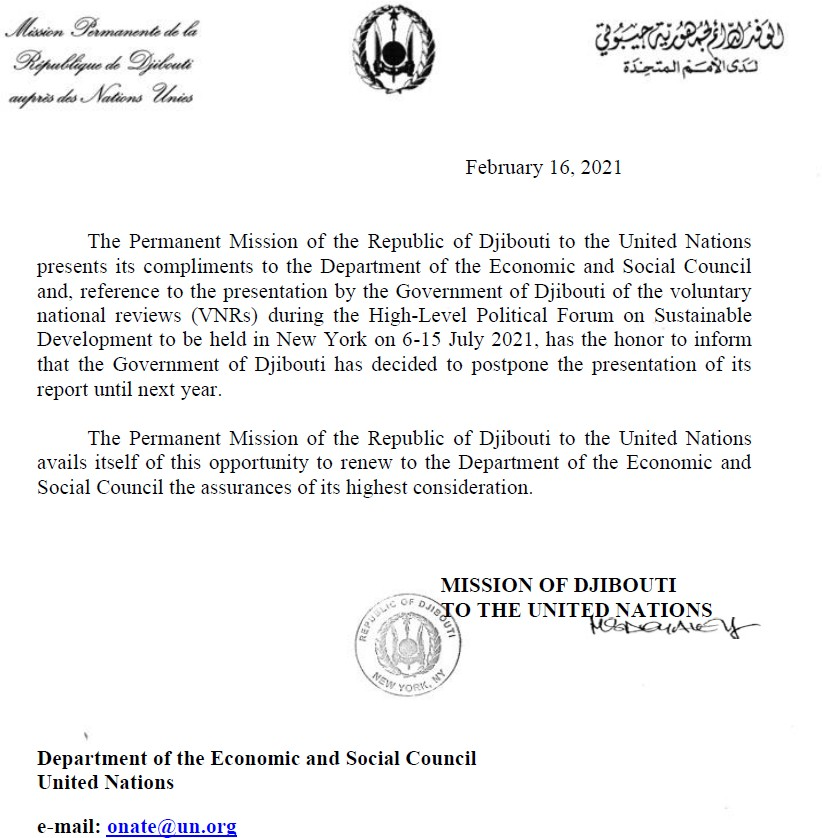 Mission Permanente de la
République de Djibouti
auprès des Nations Unies
الوفد الدائم لجمهورية جيبوتي
لدى الأمم المتحدة
February 16, 2021
The Permanent Mission of the Republic of Djibouti to the United Nations
presents its compliments to the Department of the Economic and Social Council
and, reference to the presentation by the Government of Djibouti of the voluntary
national reviews (VNRs) during the High-Level Political Forum on Sustainable
Development to be held in New York on 6-15 July 2021, has the honor to inform
that the Government of Djibouti has decided to postpone the presentation of its
report until next year.
The Permanent Mission of the Republic of Djibouti to the United Nations
avails itself of this opportunity to renew to the Department of the Economic and
Social Council the assurances of its highest consideration.
MISSION OF DJIBOUTI
TO THE UNITED NATIONS
REPUBLIC OF DJIBOUTI
NEW YORK, NY
Department of the Economic and Social Council
United Nations
e-mail: onate@un.org